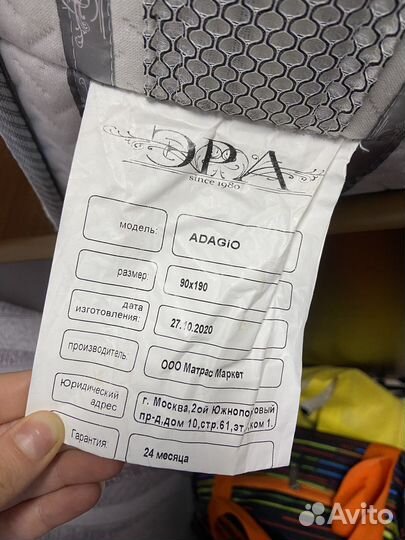 ЭРА
since 1980
модель: ADAGiO
размер: 90x190
дата
изготовления: 27.10.2020
производитель: ООО Матрас Маркет
Юридический
адрес
г. Москва,2ой Южнопортовый
пр-д,дом 10,стр.61,эт. ком 1.
Гарантия: 24 месяца
Avito